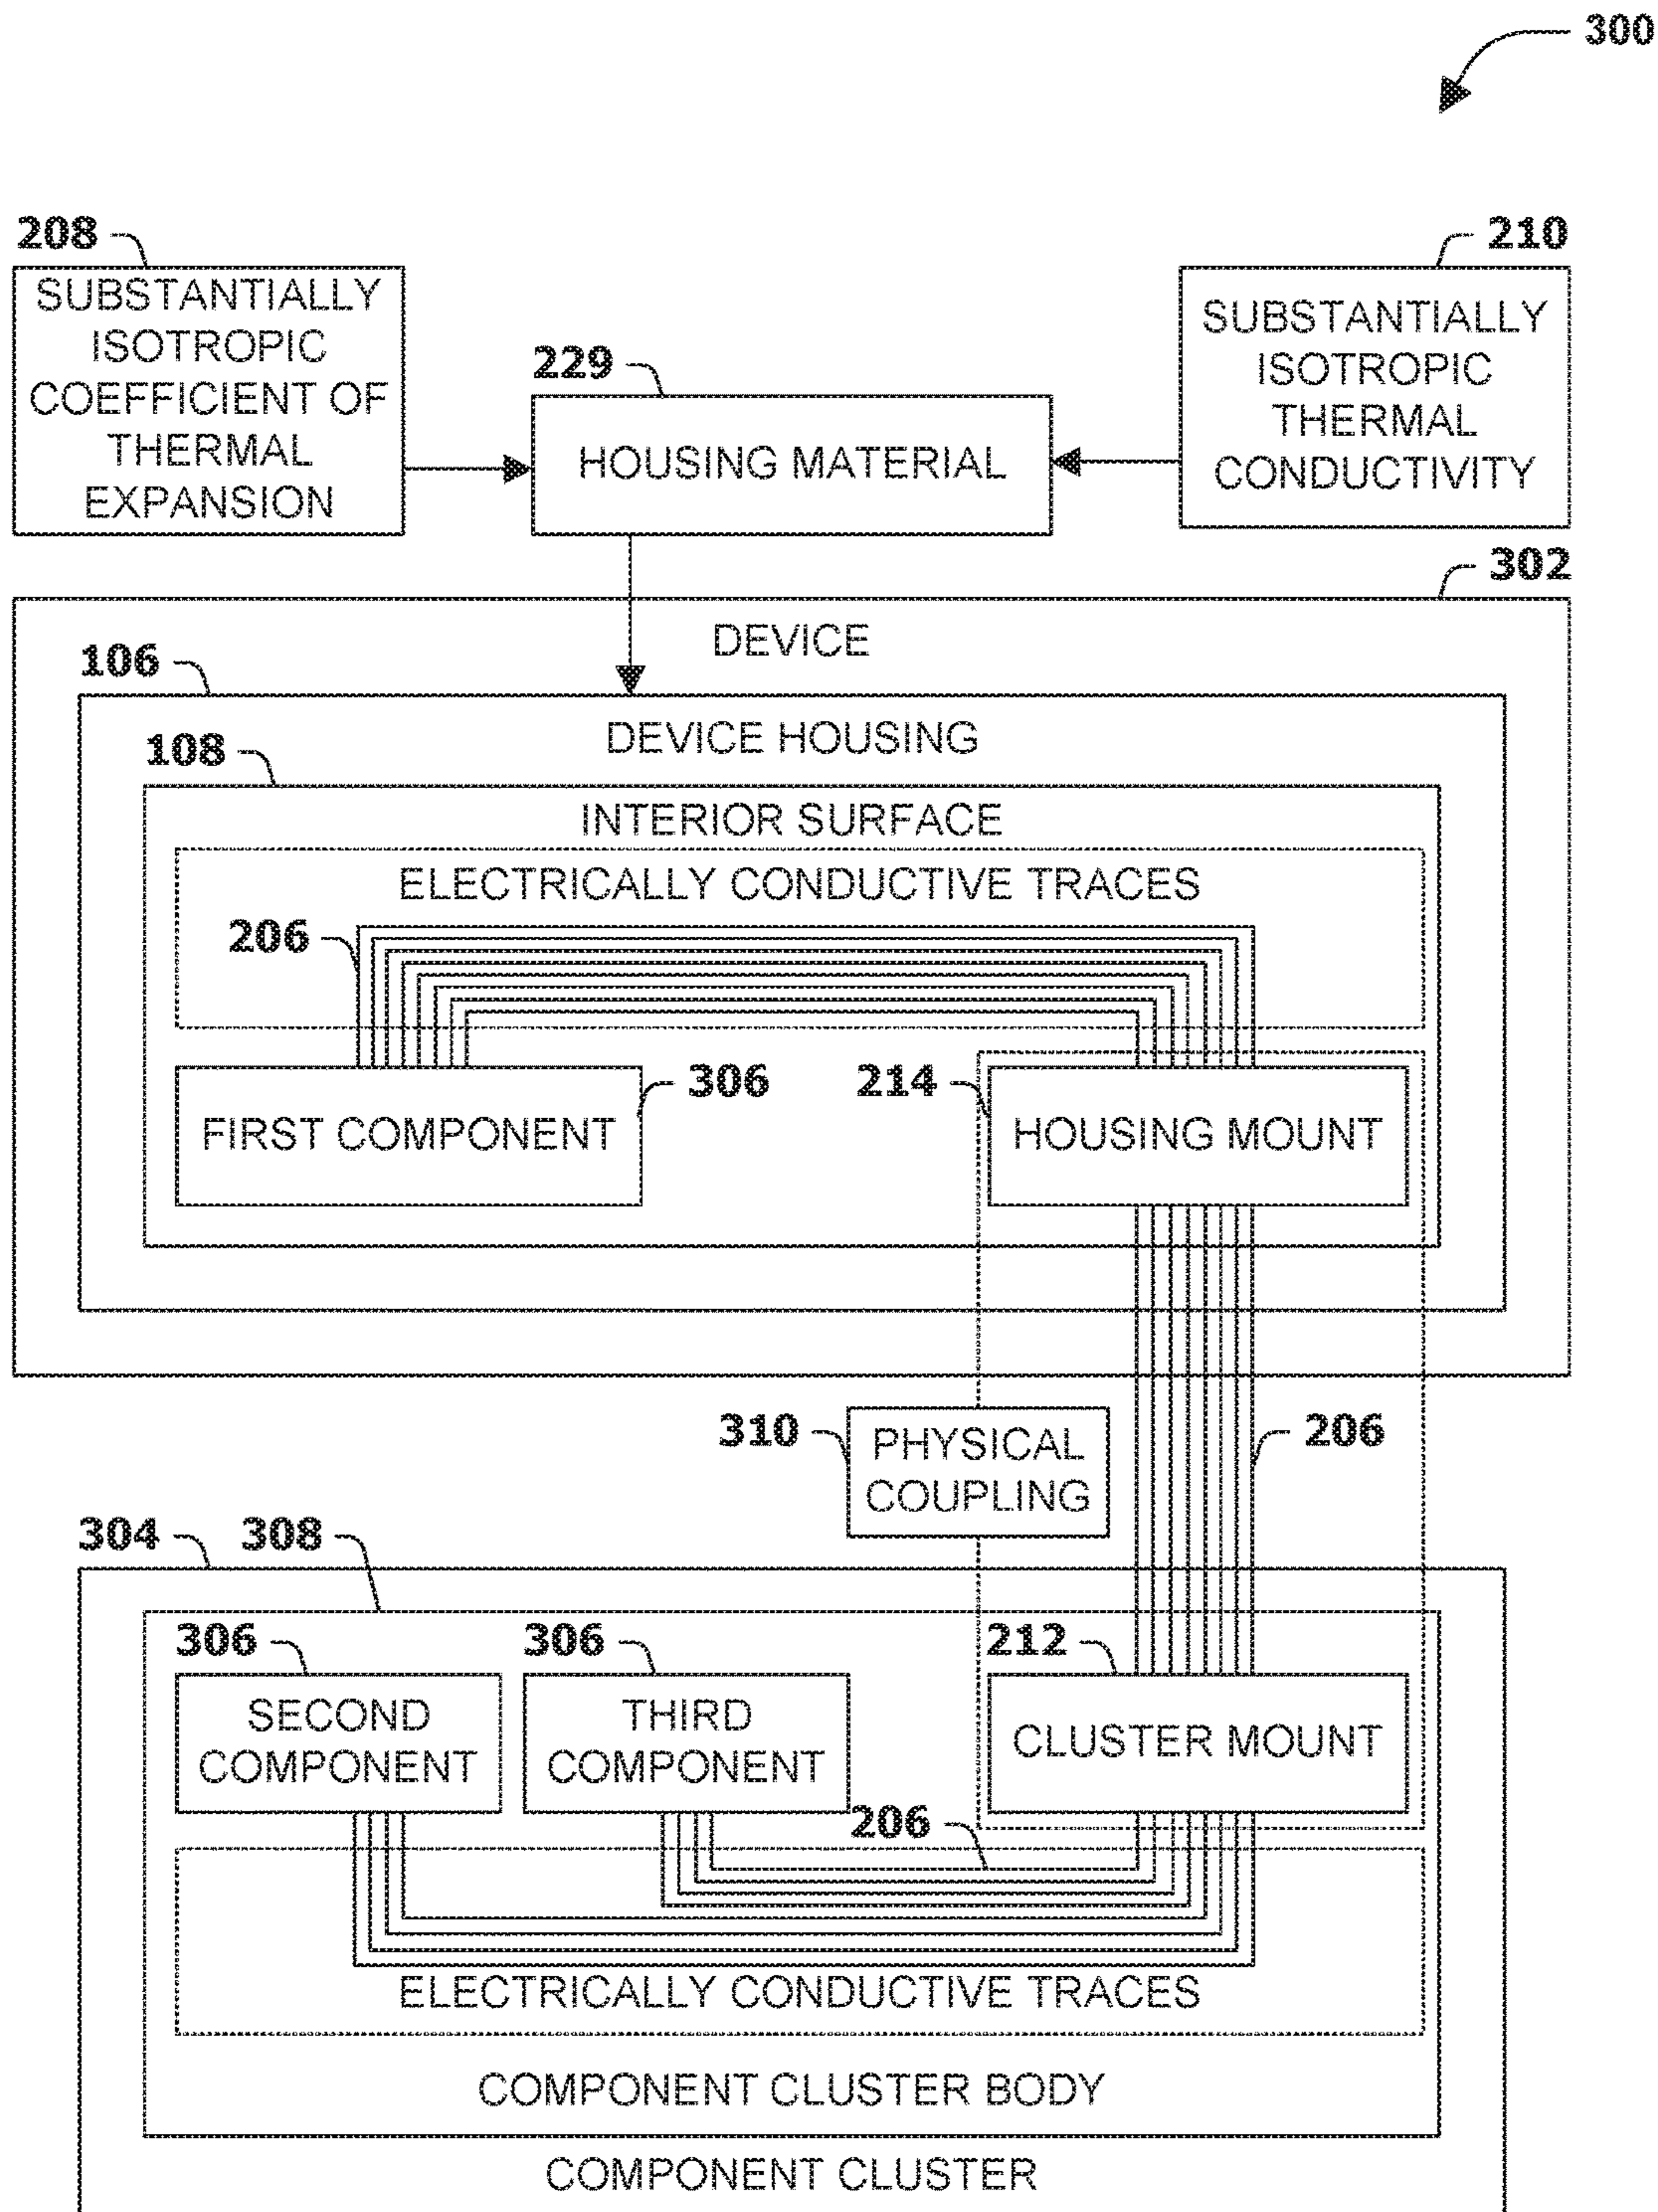 300
208
SUBSTANTIALLY
ISOTROPIC
COEFFICIENT OF
THERMAL
EXPANSION
229
HOUSING MATERIAL
210
SUBSTANTIALLY
ISOTROPIC
THERMAL
CONDUCTIVITY
302
DEVICE
106
DEVICE HOUSING
108
INTERIOR SURFACE
ELECTRICALLY CONDUCTIVE TRACES
206
FIRST COMPONENT
306
214
HOUSING MOUNT
310
PHYSICAL
COUPLING
206
304
308
306
SECOND
COMPONENT
306
THIRD
COMPONENT
212
CLUSTER MOUNT
206
ELECTRICALLY CONDUCTIVE TRACES
COMPONENT CLUSTER BODY
COMPONENT CLUSTER